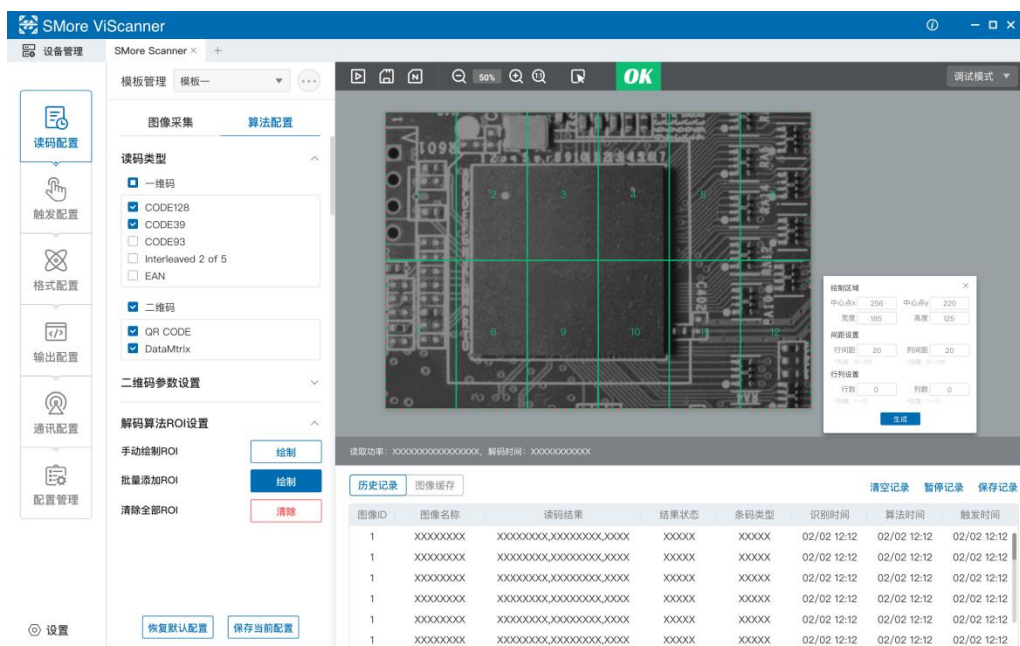 SMore ViScanner
设备管理 SMore Scanner × +
模板管理 模板一
50% 1:1 OK 调试模式
图像采集 算法配置
读码配置
触发配置
格式配置
输出配置
通讯配置
配置管理
设置
读码类型
一维码
CODE128
CODE39
CODE93
Interleaved 2 of 5
EAN
二维码
QR CODE
DataMtrix
二维码参数设置
解码算法ROI设置
手动绘制ROI 绘制
批量添加ROI 绘制
清除全部ROI 清除
恢复默认配置 保存当前配置
R601
2 3 4 5
8 9 10 11 12
C402
绘制区域 ×
中心点x 256 中心点y 220
宽度 165 高度 125
间距设置
行间距 20 列间距 20
行列设置
行数 0 列数 0
生成
读取功率: XXXXXXXXXXXXXXXX, 解码时间: XXXXXXXXXXX
历史记录 图像缓存 清空记录 暂停记录 保存记录
图像ID 图像名称 读码结果 结果状态 条码类型 识别时间 算法时间 触发时间
1 XXXXXXXX XXXXXXXX,XXXXXXXX,XXXX XXXXX XXXXX 02/02 12:12 02/02 12:12 02/02 12:12
1 XXXXXXXX XXXXXXXX,XXXXXXXX,XXXX XXXXX XXXXX 02/02 12:12 02/02 12:12 02/02 12:12
1 XXXXXXXX XXXXXXXX,XXXXXXXX,XXXX XXXXX XXXXX 02/02 12:12 02/02 12:12 02/02 12:12
1 XXXXXXXX XXXXXXXX,XXXXXXXX,XXXX XXXXX XXXXX 02/02 12:12 02/02 12:12 02/02 12:12
1 XXXXXXXX XXXXXXXX,XXXXXXXX,XXXX XXXXX XXXXX 02/02 12:12 02/02 12:12 02/02 12:12
1 XXXXXXXX XXXXXXXX,XXXXXXXX,XXXX XXXXX XXXXX 02/02 12:12 02/02 12:12 02/02 12:12